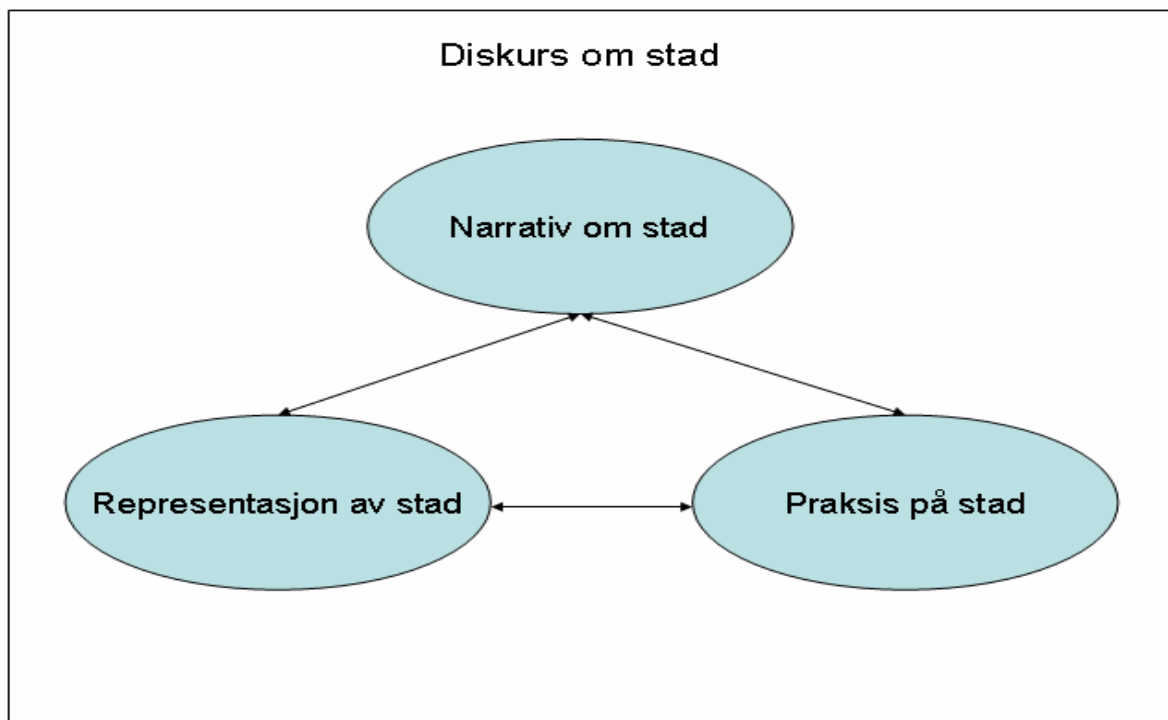 Diskurs om stad
Narrativ om stad
Representasjon av stad
Praksis på stad